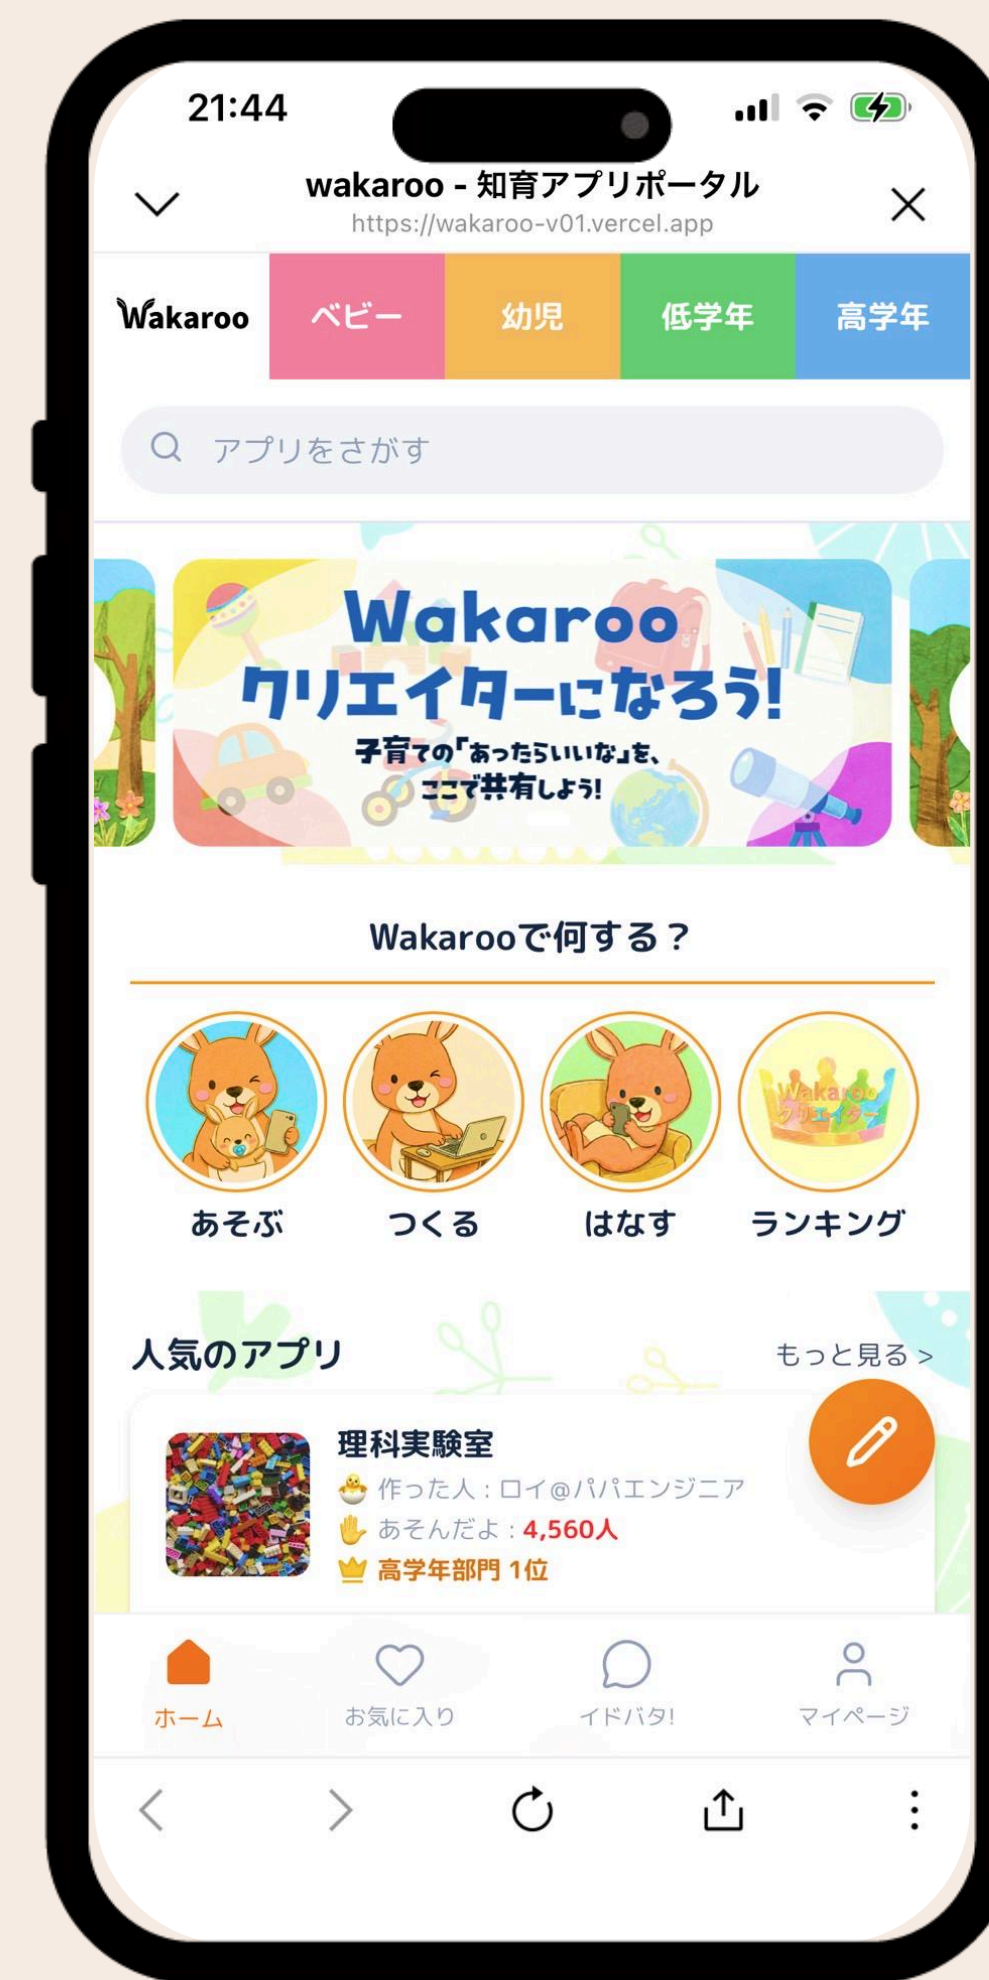 21:44
wakaroo - 知育アプリポータル
https://wakaroo-v01.vercel.app
Wakaroo
ベビー
幼児
低学年
高学年
アプリをさがす
Wakaroo
クリエイターになろう!
子育ての「あったらいいな」を、
ここで共有しよう!
Wakarooで何する？
Wakaroo
クリエイター
あそぶ
つくる
はなす
ランキング
人気のアプリ
もっと見る >
理科実験室
作った人 : ロイ@パパエンジニア
あそんだよ : 4,560人
高学年部門 1位
ホーム
お気に入り
イドバタ!
マイページ